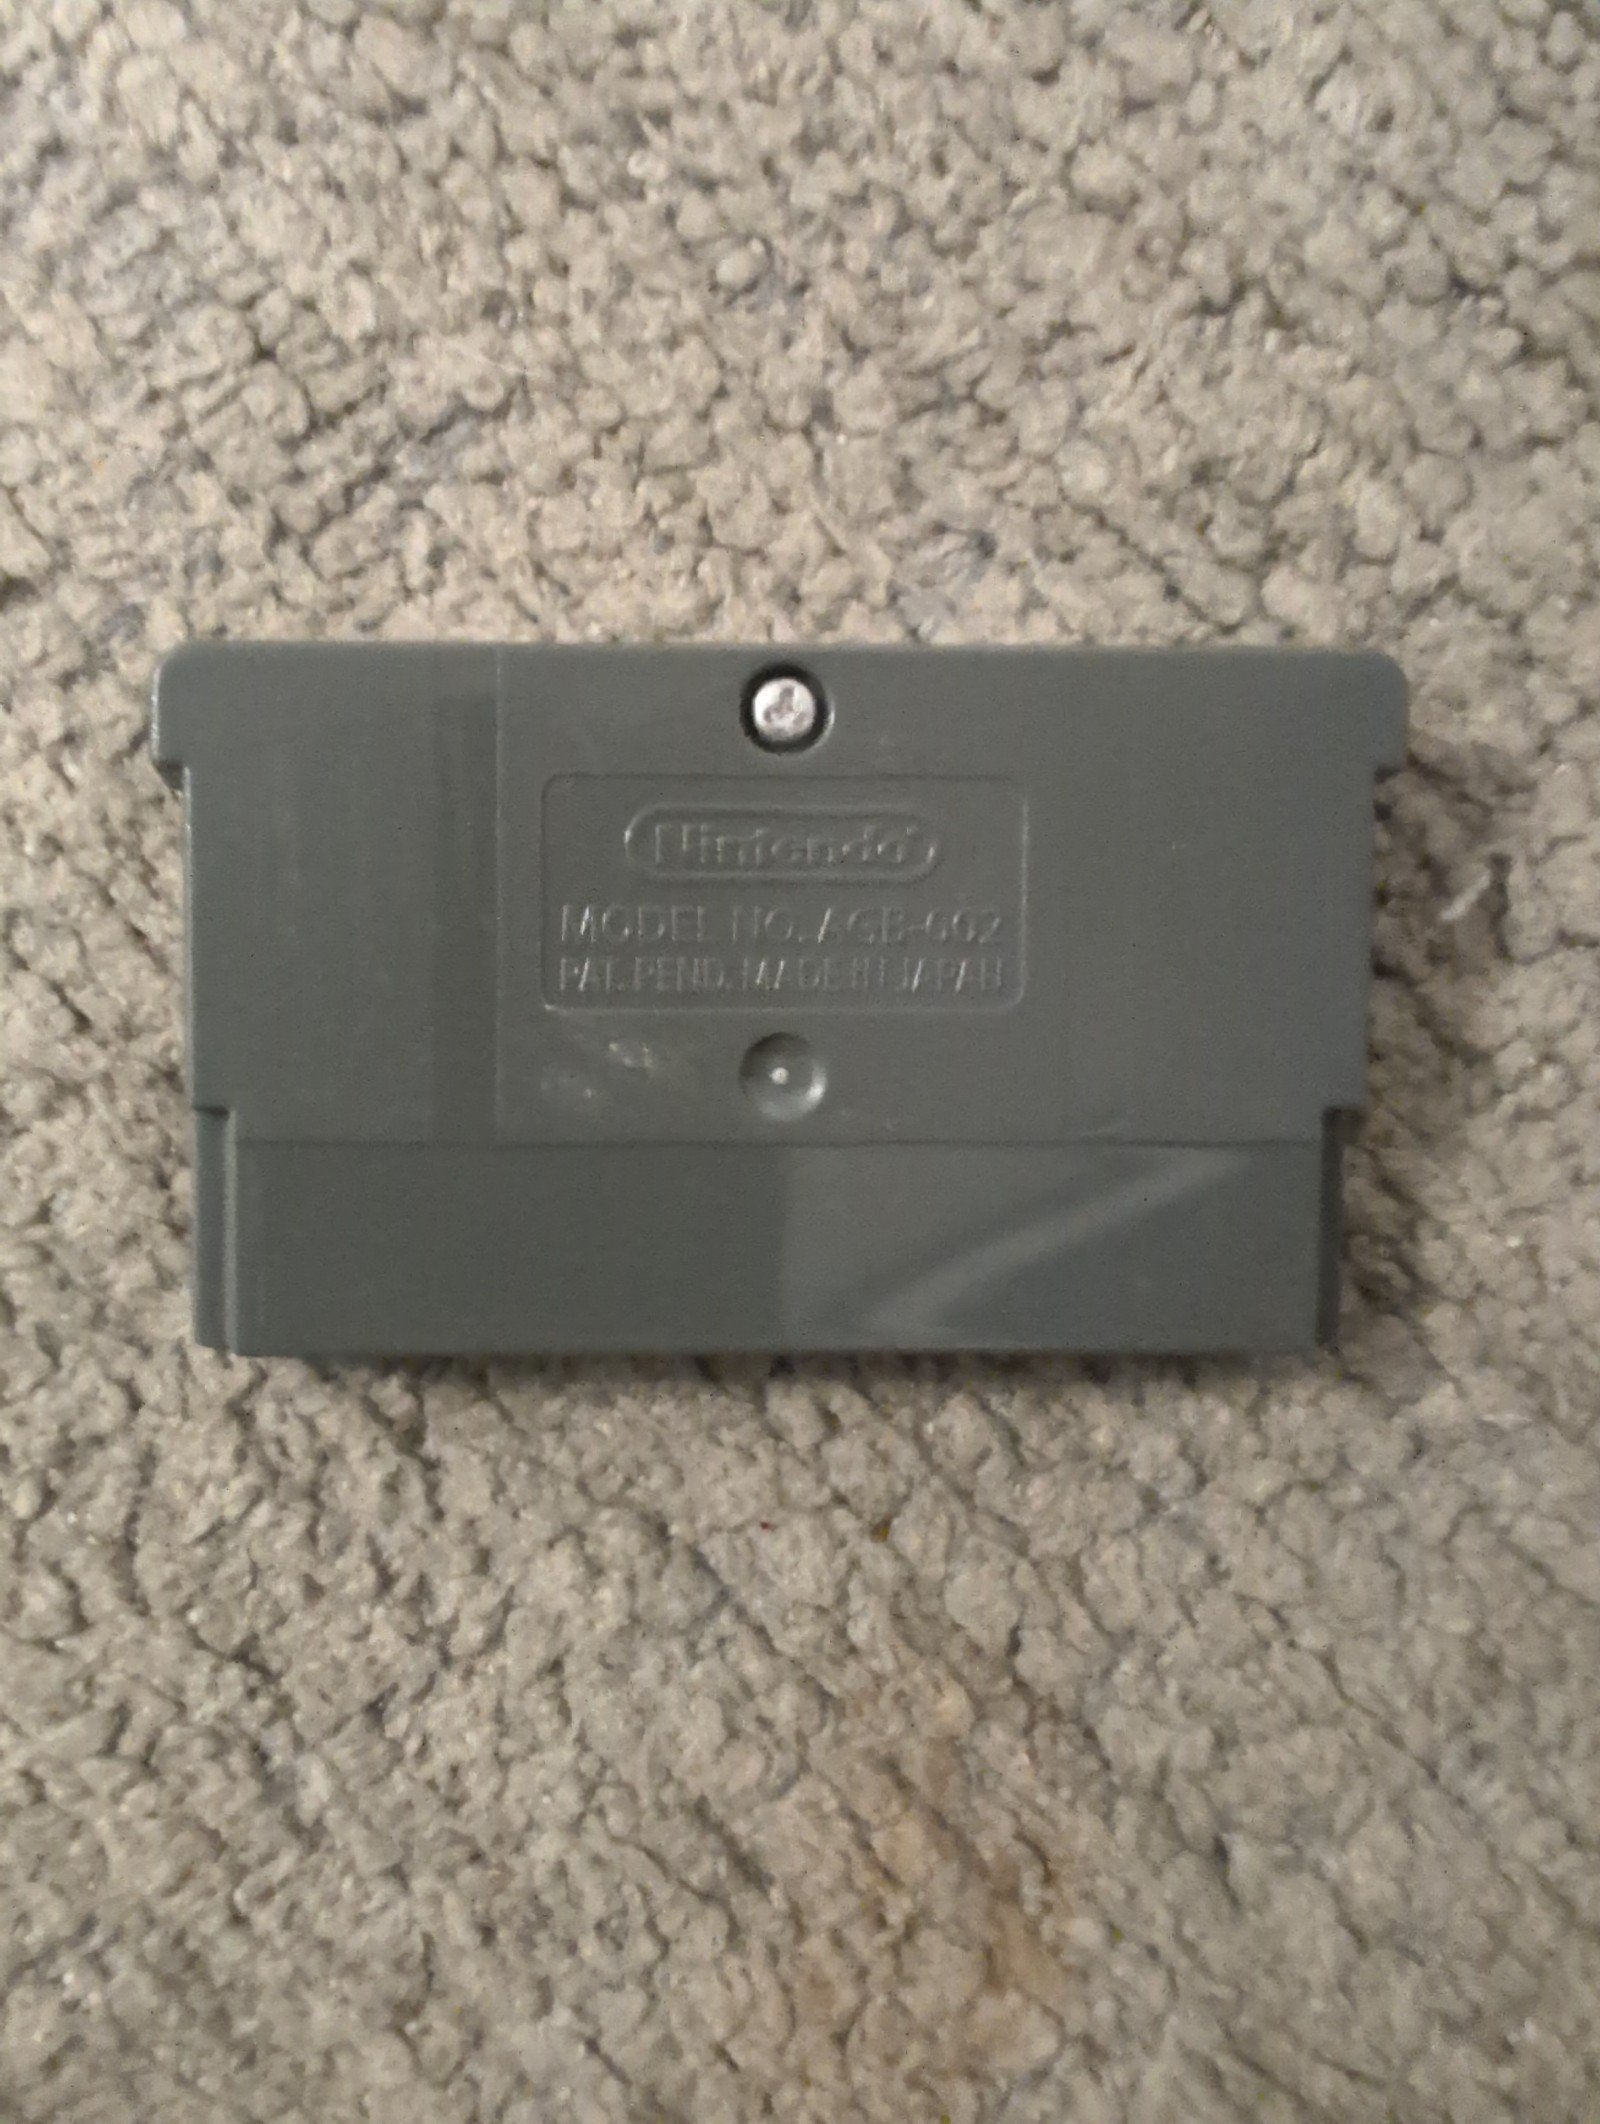 Nintendo
MODEL NO. AGB-002
PAT. PEND. MADE IN JAPAN